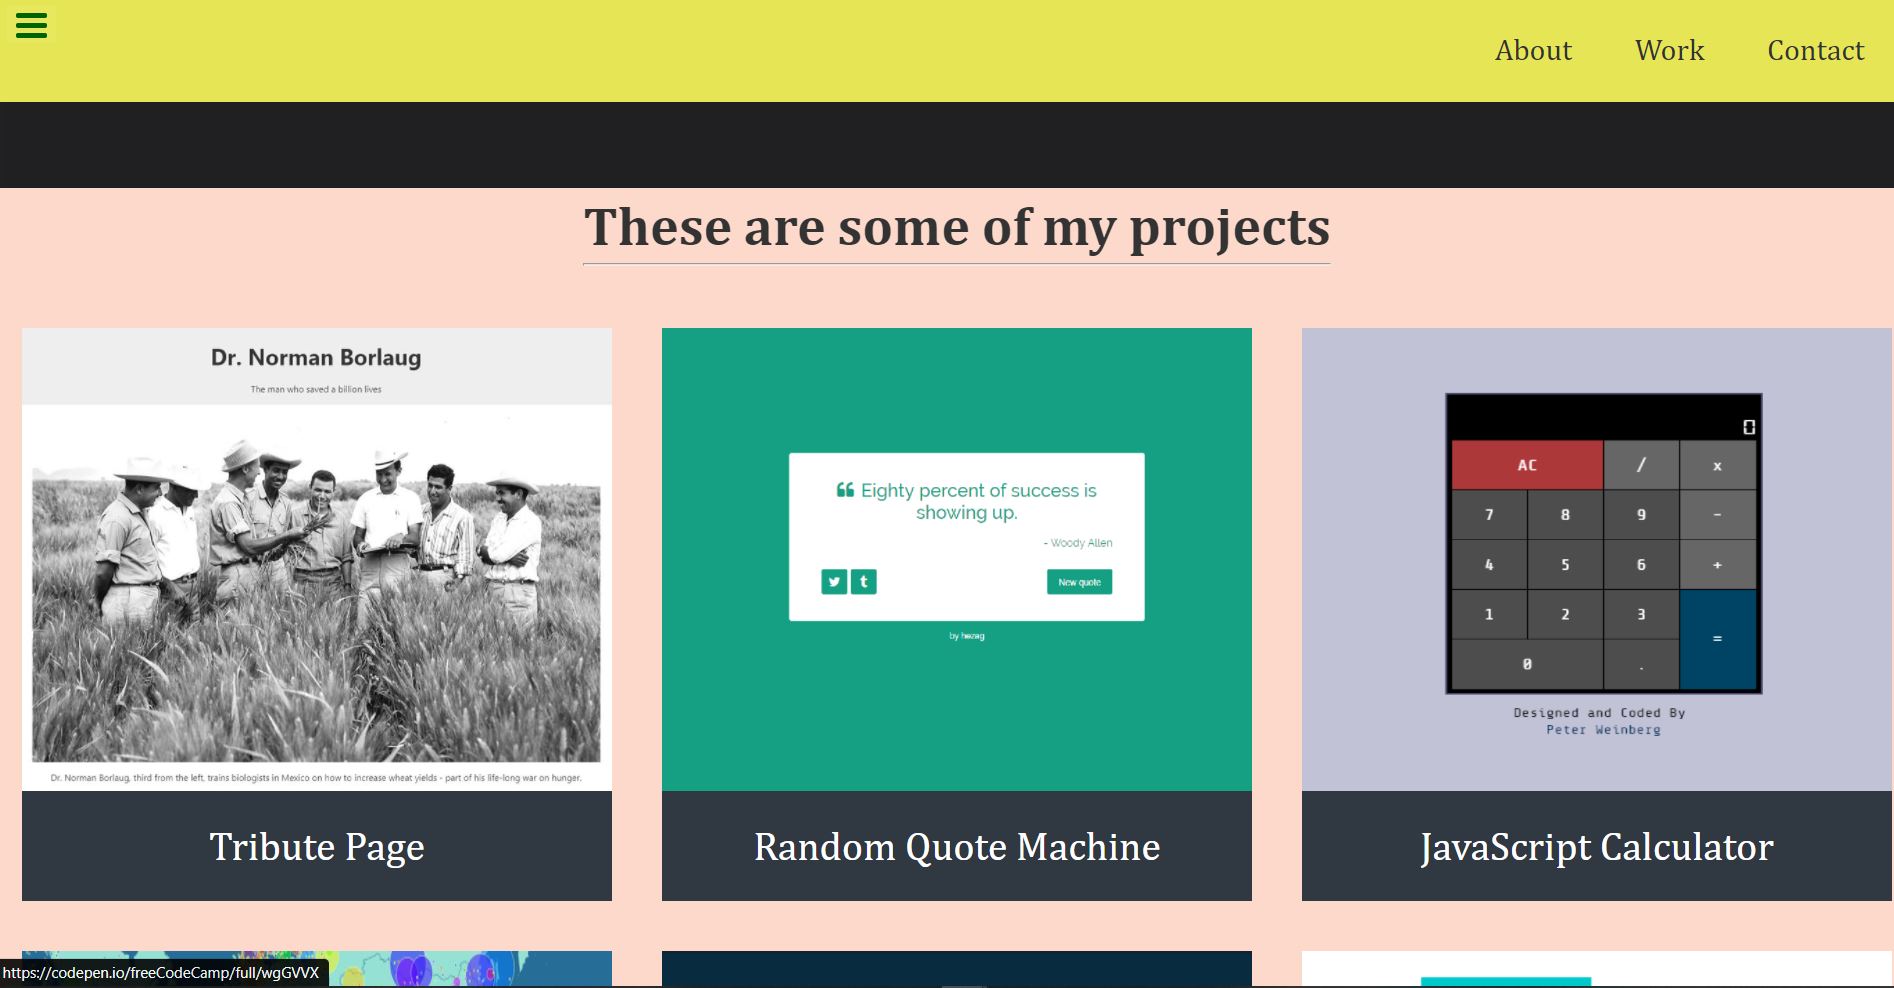 About Work Contact
These are some of my projects
Dr. Norman Borlaug
The man who saved a billion lives
Dr. Norman Borlaug, third from the left, trains biologists in Mexico on how to increase wheat yields - part of his life-long war on hunger.
Tribute Page
“ Eighty percent of success is
showing up.
- Woody Allen
t
New quote
by hezag
Random Quote Machine
0
AC / x
7 8 9 -
4 5 6 +
1 2 3 =
0 .
Designed and Coded By
Peter Weinberg
JavaScript Calculator
https://codepen.io/freeCodeCamp/full/wgGVVX